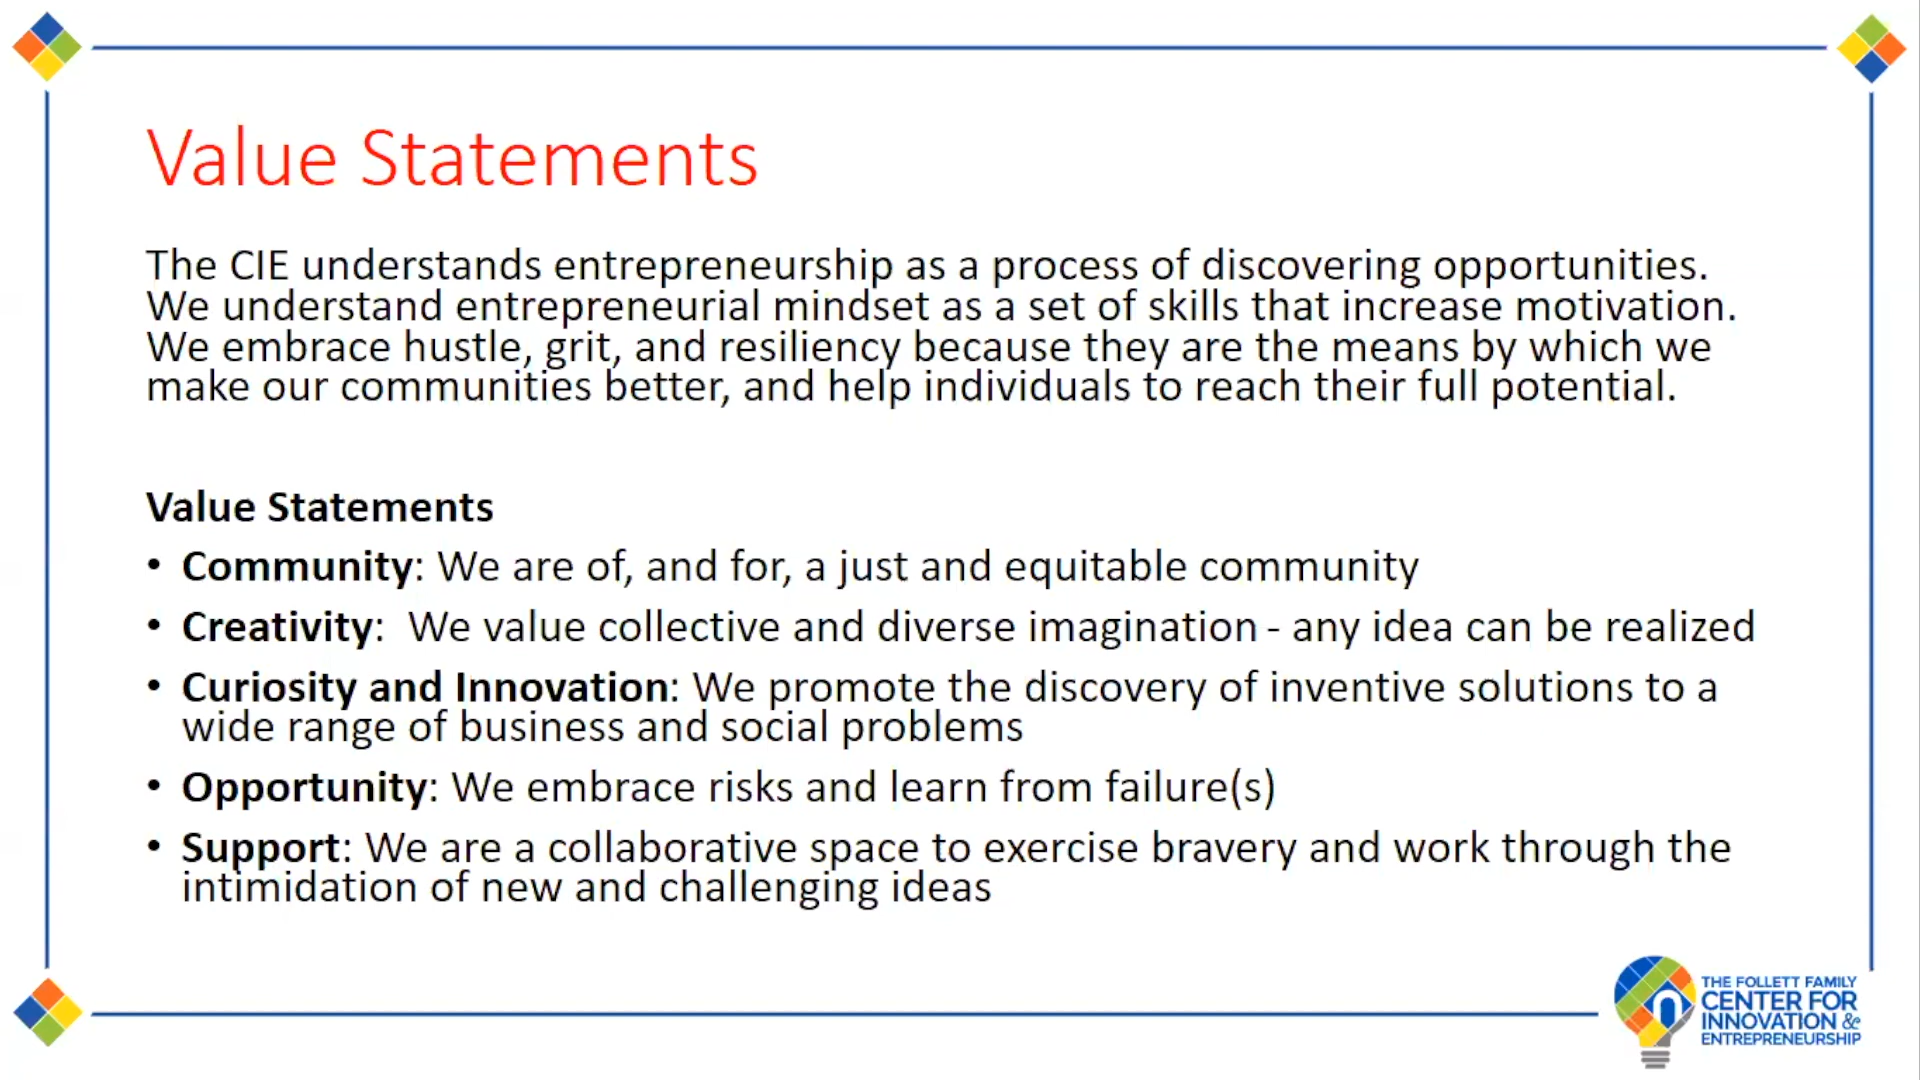 Value Statements
The CIE understands entrepreneurship as a process of discovering opportunities.
We understand entrepreneurial mindset as a set of skills that increase motivation.
We embrace hustle, grit, and resiliency because they are the means by which we
make our communities better, and help individuals to reach their full potential.
Value Statements
• Community: We are of, and for, a just and equitable community
• Creativity:  We value collective and diverse imagination - any idea can be realized
• Curiosity and Innovation: We promote the discovery of inventive solutions to a
wide range of business and social problems
• Opportunity: We embrace risks and learn from failure(s)
• Support: We are a collaborative space to exercise bravery and work through the
intimidation of new and challenging ideas
THE FOLLETT FAMILY
CENTER FOR
INNOVATION &
ENTREPRENEURSHIP